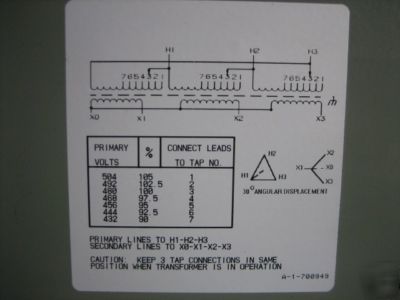 H1 H2 H3
7654321 7654321 7654321
X0 X1 X2 X3
PRIMARY VOLTS % CONNECT LEADS TO TAP NO.
504 105 1
492 102.5 2
480 100 3
468 97.5 4
456 95 5
444 92.5 6
432 90 7
H2
H1 H3
X1 X2
X0
X3
30° ANGULAR DISPLACEMENT
PRIMARY LINES TO H1-H2-H3
SECONDARY LINES TO X0-X1-X2-X3
CAUTION: KEEP 3 TAP CONNECTIONS IN SAME
POSITION WHEN TRANSFORMER IS IN OPERATION
A-1-700949